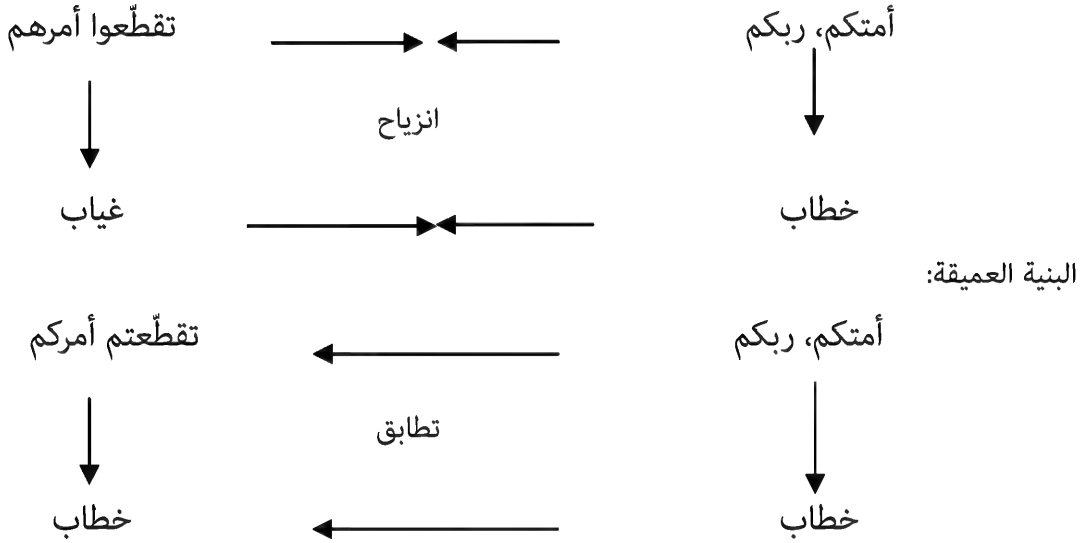 أمتكم، ربكم تقطّعوا أمرهم
انزياح
خطاب غياب
البنية العميقة:
أمتكم، ربكم تقطّعتم أمركم
تطابق
خطاب خطاب